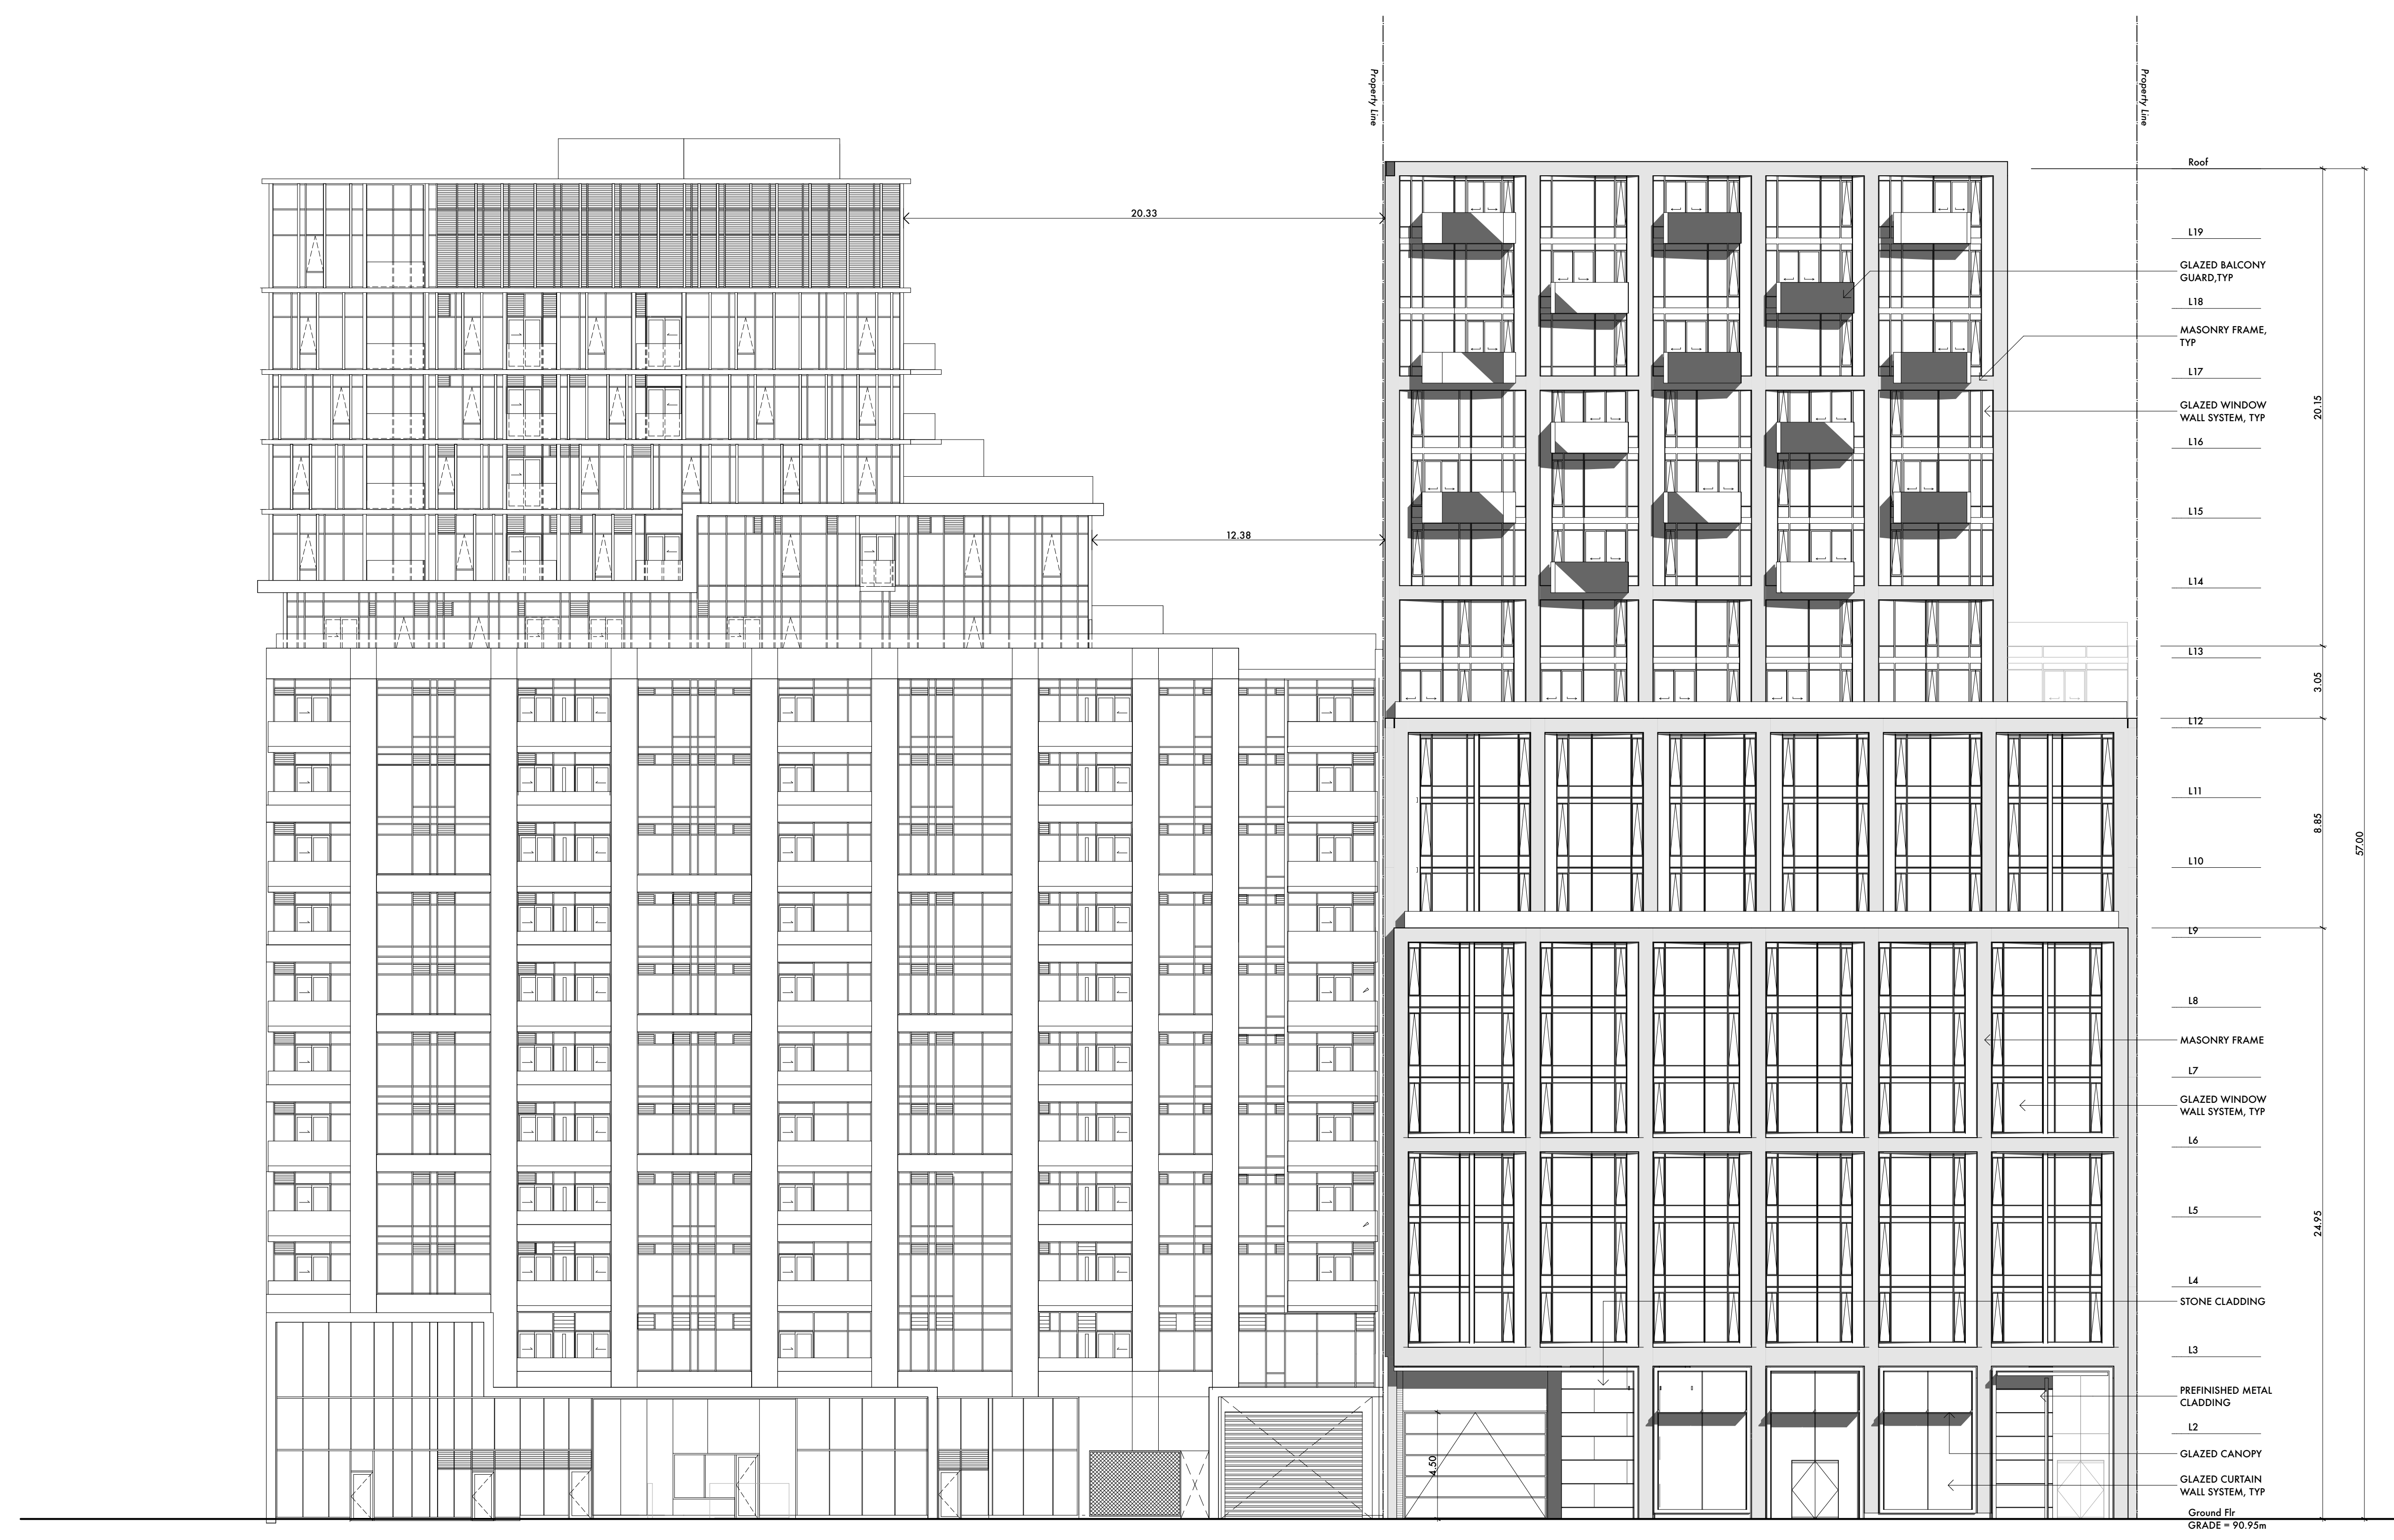 Property Line
Property Line
Roof
20.33
L19
GLAZED BALCONY
GUARD,TYP
L18
MASONRY FRAME,
TYP
L17
GLAZED WINDOW
WALL SYSTEM, TYP
20.15
L16
L15
12.38
L14
L13
3.05
L12
L11
8.85
57.00
L10
L9
L8
MASONRY FRAME
L7
GLAZED WINDOW
WALL SYSTEM, TYP
L6
L5
24.95
L4
STONE CLADDING
L3
PREFINISHED METAL
CLADDING
L2
GLAZED CANOPY
4.50
GLAZED CURTAIN
WALL SYSTEM, TYP
Ground Flr
GRADE = 90.95m